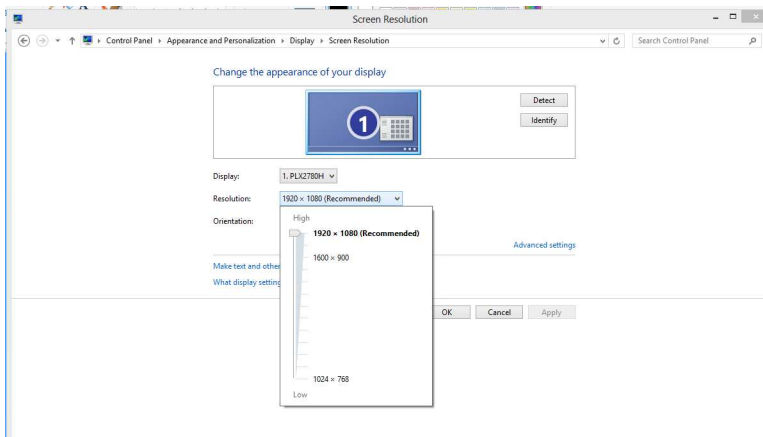 Screen Resolution
Control Panel Appearance and Personalization Display Screen Resolution
Search Control Panel
Change the appearance of your display
1
Detect
Identify
Display: 1. PLX2780H
Resolution: 1920 × 1080 (Recommended)
Orientation:
High
1920 × 1080 (Recommended)
1600 × 900
Advanced settings
Make text and other
What display setting
OK Cancel Apply
1024 × 768
Low